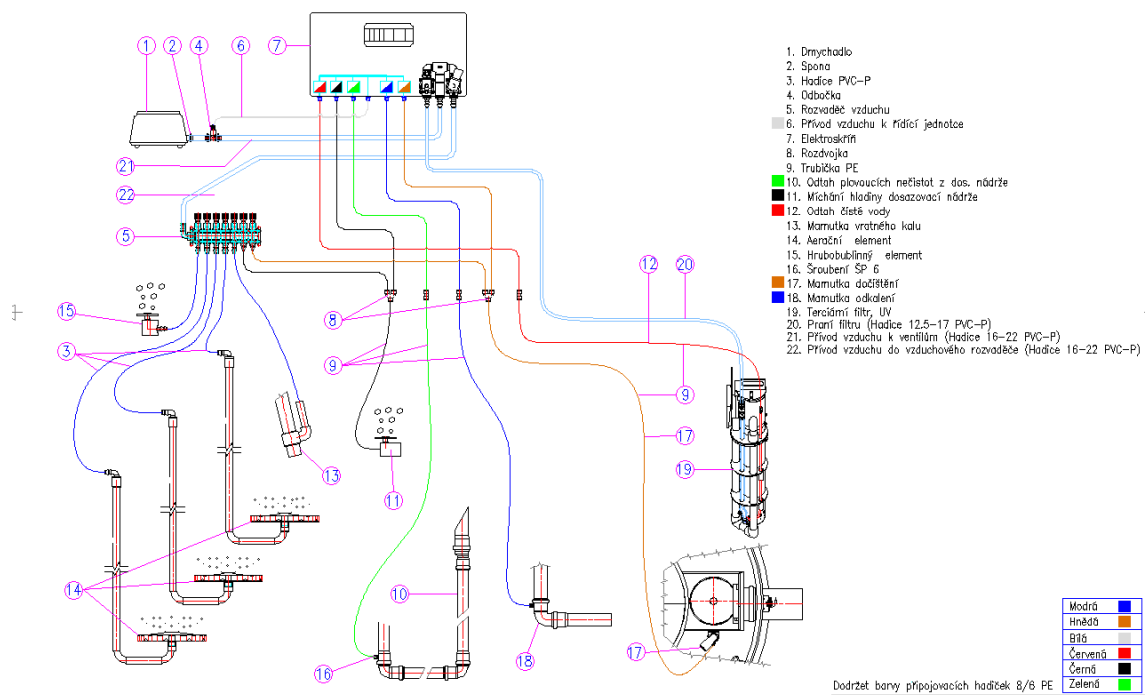 1
2
4
6
7
1. Dmychadlo
2. Spona
3. Hadice PVC-P
4. Odbočka
5. Rozvaděč vzduchu
6. Přívod vzduchu k řídící jednotce
7. Elektroskříň
8. Rozdvojka
9. Trubička PE
10. Odtah plovoucích nečistot z dos. nádrže
11. Míchání hladiny dosazovací nádrže
12. Odtah čisté vody
13. Mamutka vratného kalu
14. Aerační element
15. Hrubobublinný element
16. Šroubení ŠP 6
17. Mamutka dočištění
18. Mamutka odkalení
19. Terciární filtr, UV
20. Praní filtru (Hadice 12.5-17 PVC-P)
21. Přívod vzduchu k ventilům (Hadice 16-22 PVC-P)
22. Přívod vzduchu do vzduchového rozvaděče (Hadice 16-22 PVC-P)
21
22
5
15
3
8
9
12
20
9
17
13
11
19
14
10
16
18
17
Modrá
Hnědá
Bílá
Červená
Černá
Zelená
Dodržet barvy připojovacích hadiček 8/6 PE